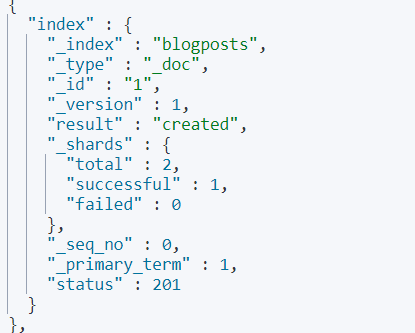 {
"index" : {
"_index" : "blogposts",
"_type" : "_doc",
"_id" : "1",
"_version" : 1,
"result" : "created",
"_shards" : {
"total" : 2,
"successful" : 1,
"failed" : 0
},
"_seq_no" : 0,
"_primary_term" : 1,
"status" : 201
}
},